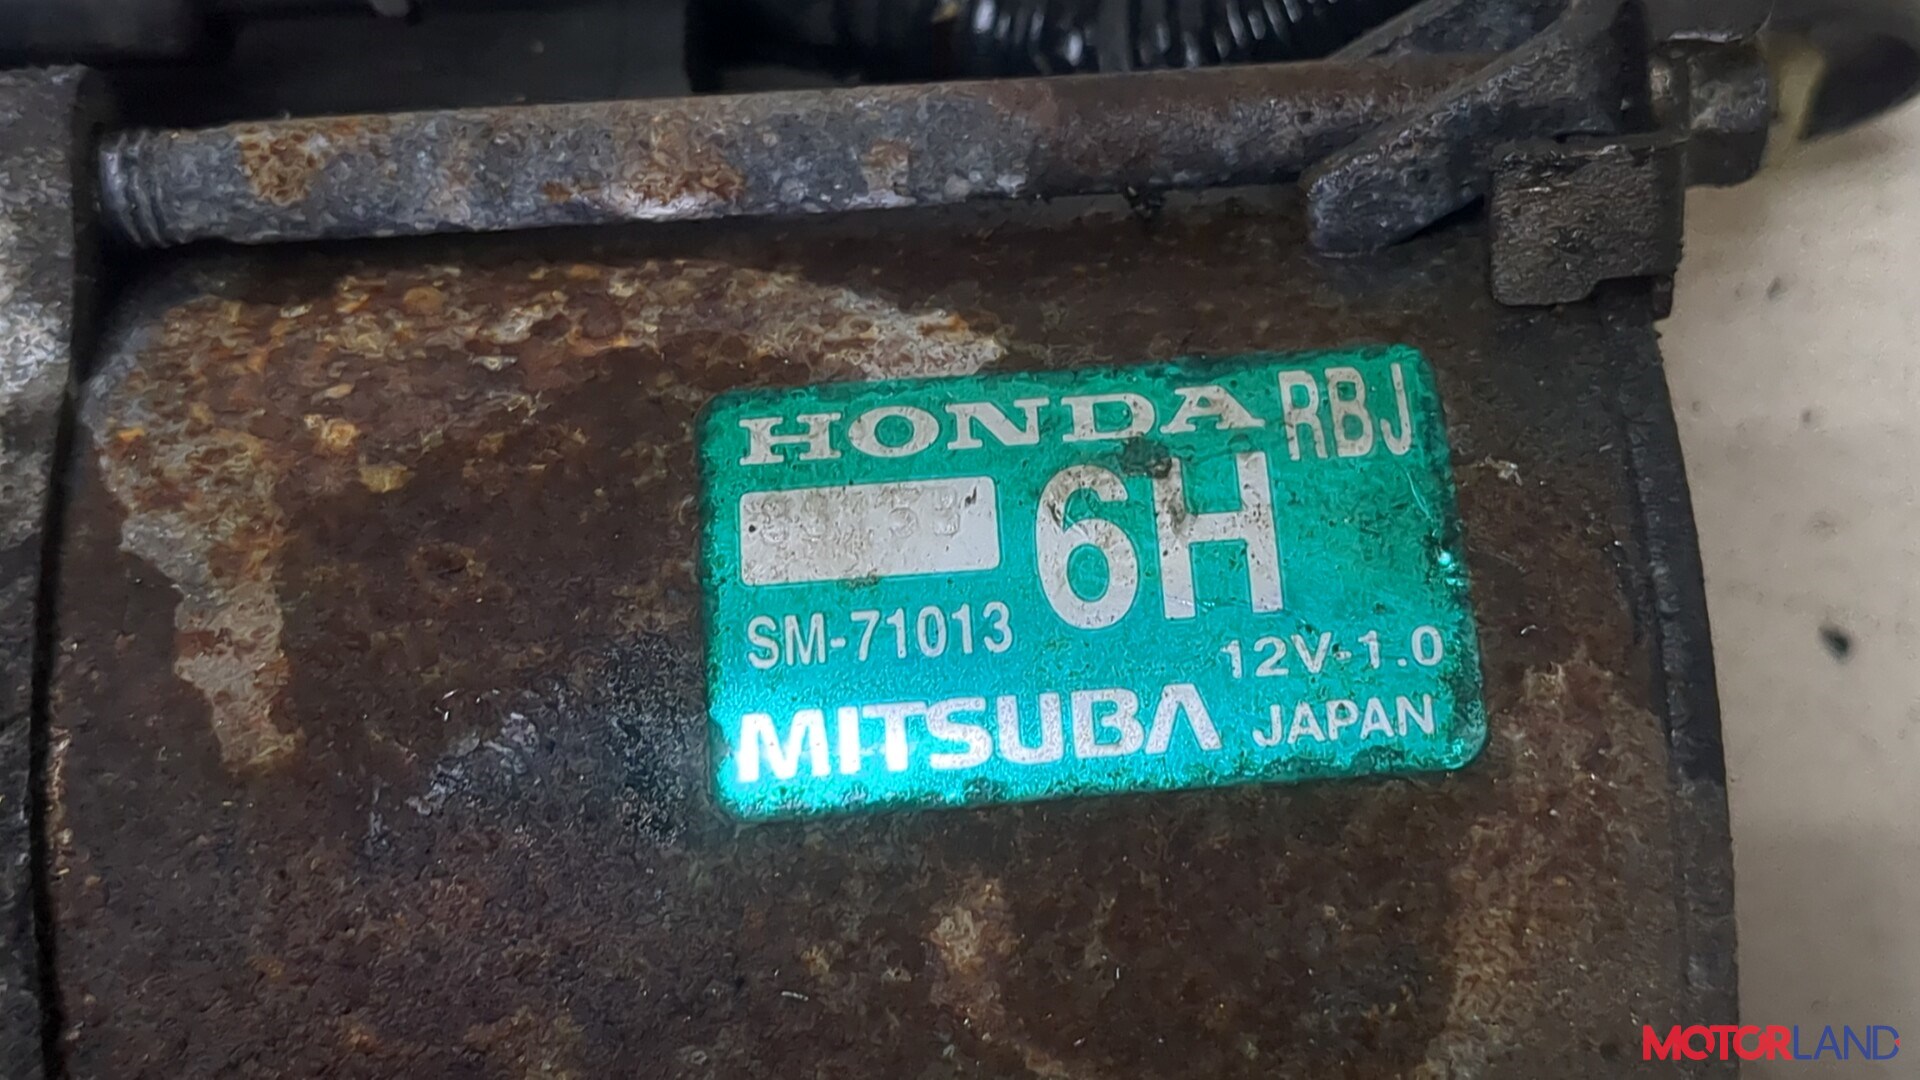 HONDA RBJ
6H
SM-71013
12V-1.0
MITSUBA JAPAN
MOTORLAND